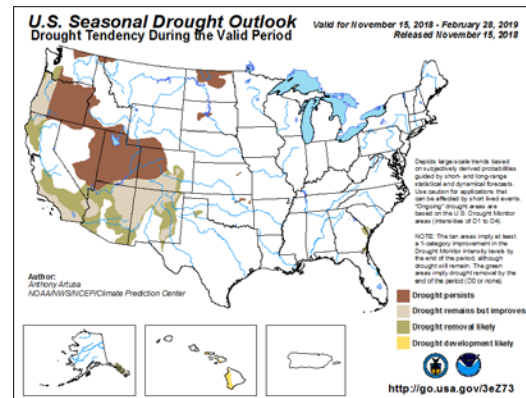 U.S. Seasonal Drought Outlook
Drought Tendency During the Valid Period
Valid for November 15, 2018 - February 28, 2019
Released November 15, 2018
Depicts large-scale trends based
on subjectively derived probabilities
guided by short- and long-range
statistical and dynamical forecasts.
Use caution for applications that
can be affected by short lived events.
"Ongoing" drought areas are
based on the U.S. Drought Monitor
areas (intensities of D1 to D4).
NOTE: The tan areas imply at least
a 1-category improvement in the
Drought Monitor intensity levels by
the end of the period, although
drought will remain. The green
areas imply drought removal by the
end of the period (D0 or none).
Author:
Anthony Artusa
NOAA/NWS/NCEP/Climate Prediction Center
Drought persists
Drought remains but improves
Drought removal likely
Drought development likely
http://go.usa.gov/3eZ73